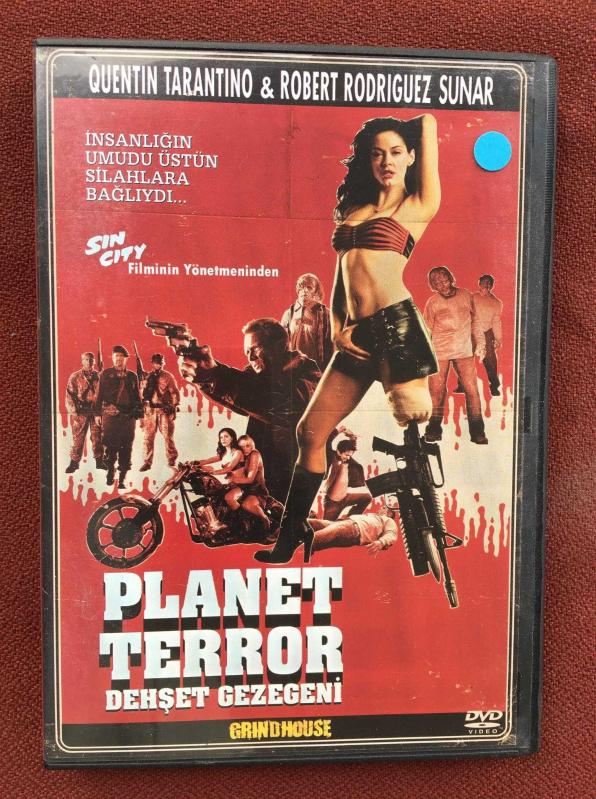 QUENTIN TARANTINO & ROBERT RODRIGUEZ SUNAR
İNSANLIĞIN
UMUDU ÜSTÜN
SİLAHLARA
BAĞLIYDI...
SIN
CITY
Filminin Yönetmeninden
PLANET
TERROR
DEHŞET GEZEGENİ
GRINDHOUSE
DVD
VIDEO